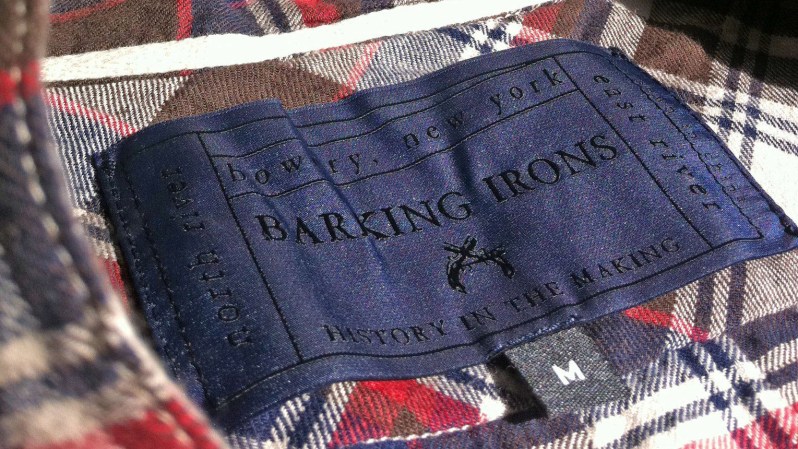 bowery, new york
north river
BARKING IRONS
east river
HISTORY IN THE MAKING
M